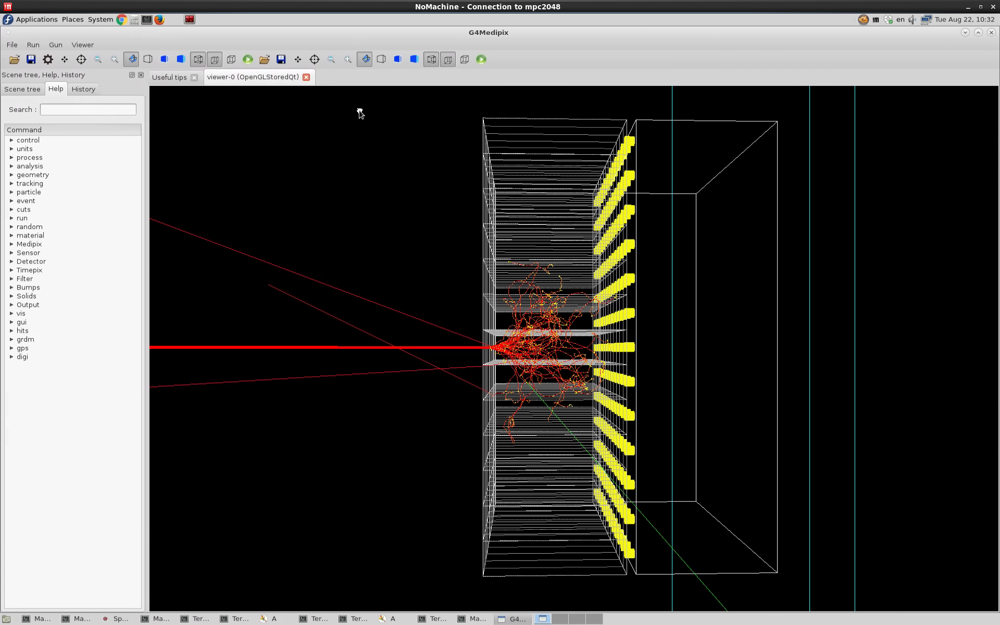 NoMachine - Connection to mpc2048
Applications Places System en Tue Aug 22, 10:32
G4Medipix
File Run Gun Viewer
Scene tree, Help, History
Useful tips viewer-0 (OpenGLStoredQt)
Scene tree Help History
Search :
Command
control
units
process
analysis
geometry
tracking
particle
event
cuts
run
random
material
Medipix
Sensor
Detector
Timepix
Filter
Bumps
Solids
Output
vis
gui
hits
grdm
gps
digi
Ma... Ma... Sp... Ma... Ter... Ter... A Ter... Ter... A Ter... Ma... G4...